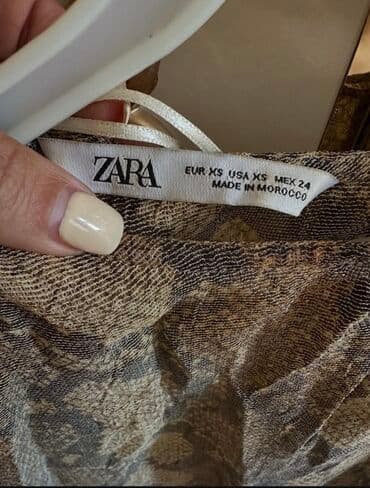 ZARA
EUR XS USA XS MEX 24
MADE IN MOROCCO